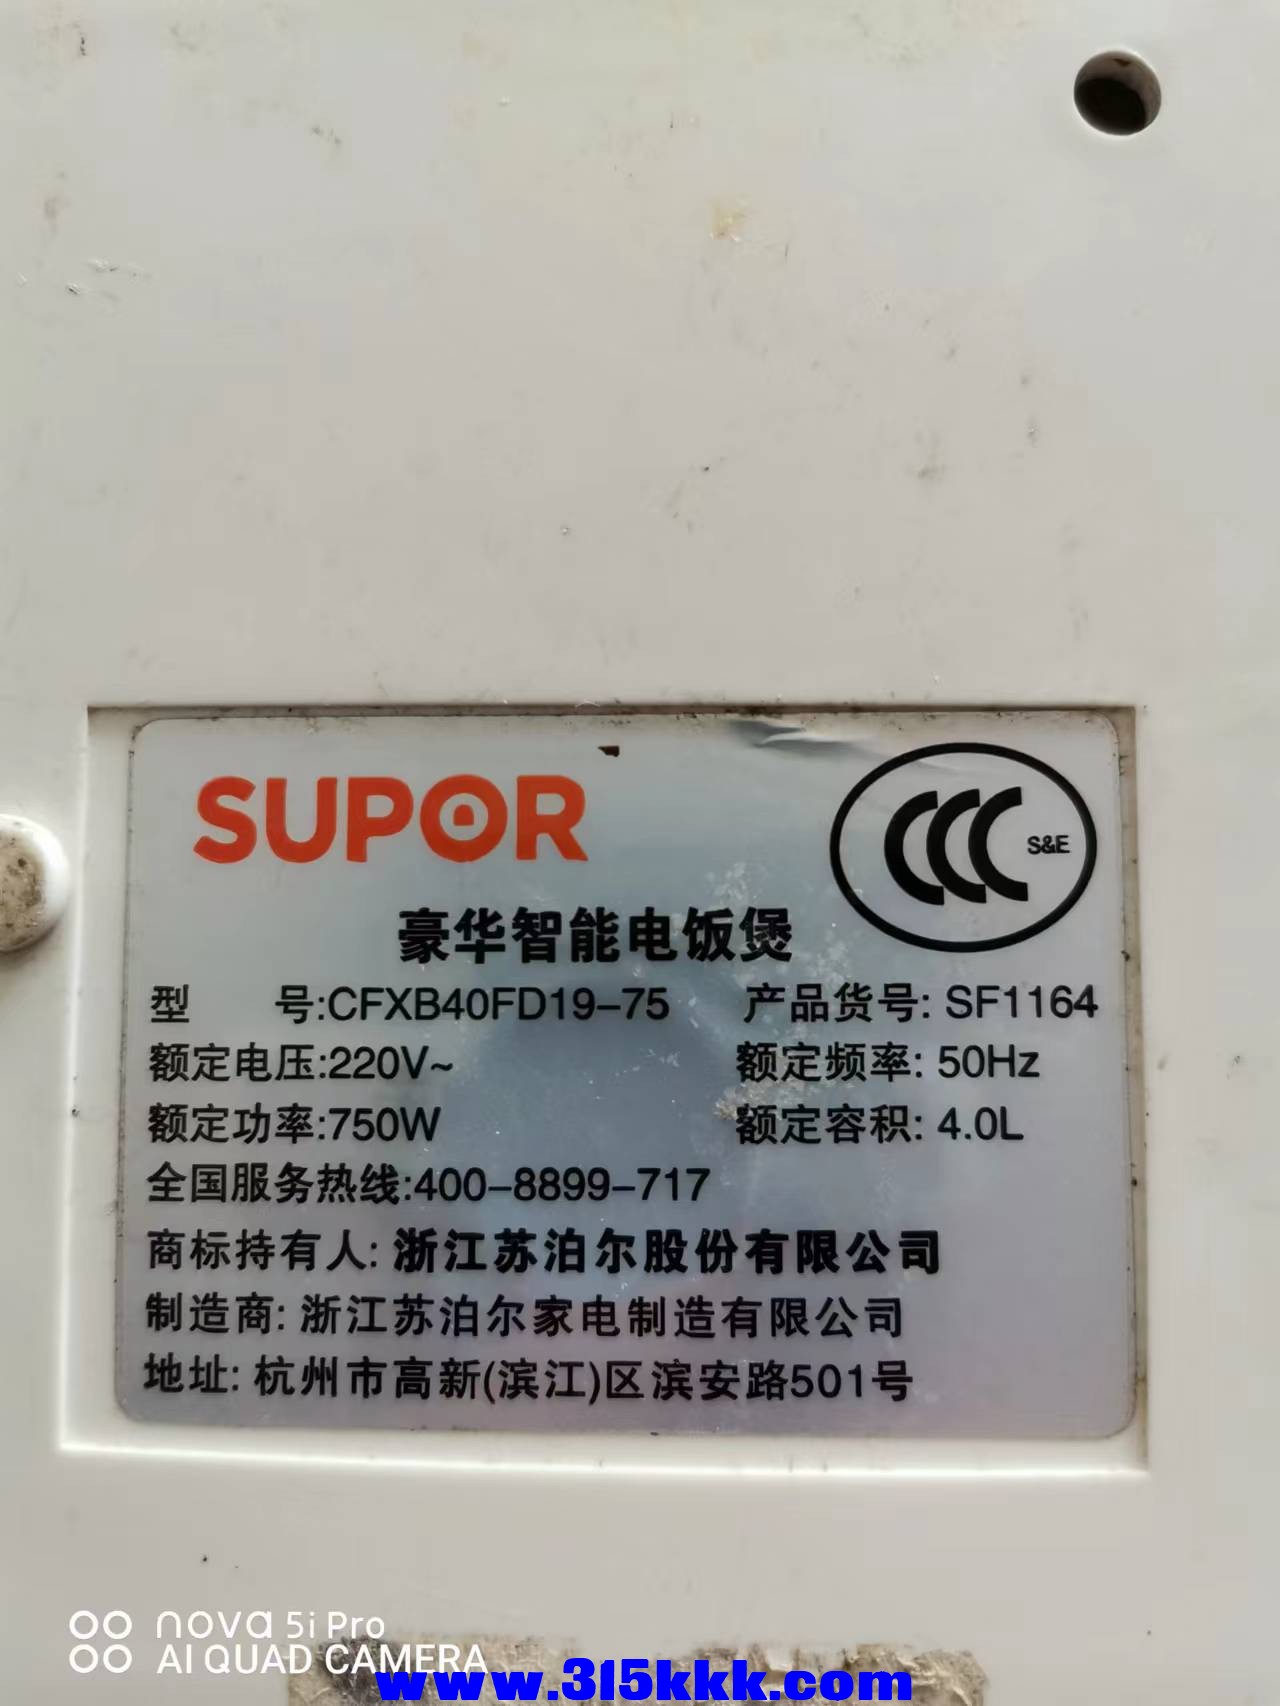 SUPOR
CCC S&E
豪华智能电饭煲
型 号:CFXB40FD19-75 产品货号: SF1164
额定电压:220V~ 额定频率: 50Hz
额定功率:750W 额定容积: 4.0L
全国服务热线:400-8899-717
商标持有人: 浙江苏泊尔股份有限公司
制造商: 浙江苏泊尔家电制造有限公司
地址: 杭州市高新(滨江)区滨安路501号
nova 5i Pro
AI QUAD CAMERA
www.315kkk.com